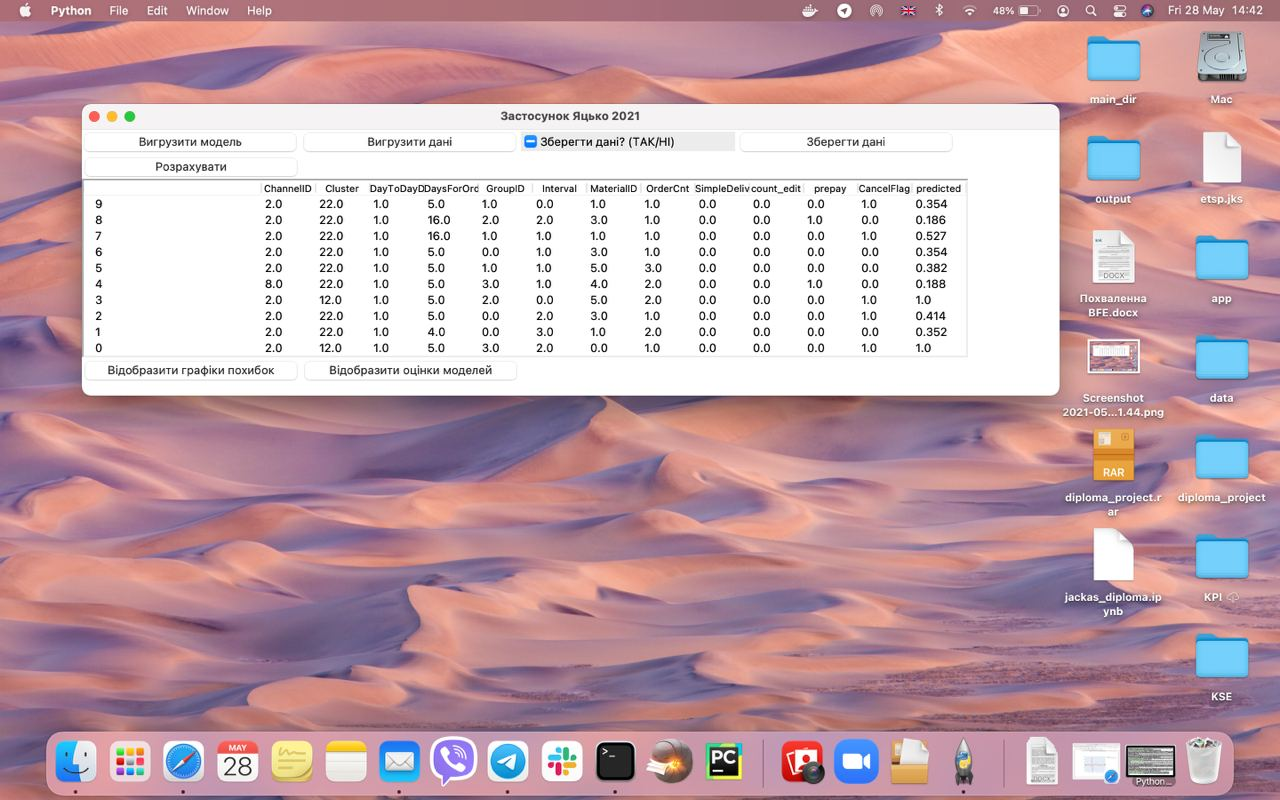 Python File Edit Window Help 48% Fri 28 May 14:42
Застосунок Яцько 2021
Вигрузити модель Вигрузити дані Зберегти дані? (ТАК/НІ) Зберегти дані
Розрахувати
ChannelID Cluster DayToDayD DaysForOrd GroupID Interval MaterialID OrderCnt SimpleDeliv count_edit prepay CancelFlag predicted
9 2.0 22.0 1.0 5.0 1.0 0.0 1.0 1.0 0.0 0.0 0.0 1.0 0.354
8 2.0 22.0 1.0 16.0 2.0 2.0 3.0 1.0 0.0 0.0 1.0 0.0 0.186
7 2.0 22.0 1.0 16.0 1.0 1.0 1.0 1.0 0.0 0.0 0.0 1.0 0.527
6 2.0 22.0 1.0 5.0 0.0 1.0 3.0 1.0 0.0 0.0 0.0 0.0 0.354
5 2.0 22.0 1.0 5.0 1.0 1.0 5.0 3.0 0.0 0.0 0.0 0.0 0.382
4 8.0 22.0 1.0 5.0 3.0 1.0 4.0 2.0 0.0 0.0 1.0 0.0 0.188
3 2.0 12.0 1.0 5.0 2.0 0.0 5.0 2.0 0.0 0.0 0.0 1.0 1.0
2 2.0 22.0 1.0 5.0 0.0 2.0 3.0 1.0 0.0 0.0 0.0 1.0 0.414
1 2.0 22.0 1.0 4.0 0.0 3.0 1.0 2.0 0.0 0.0 0.0 0.0 0.352
0 2.0 12.0 1.0 5.0 3.0 2.0 0.0 1.0 0.0 0.0 0.0 1.0 1.0
Відобразити графіки похибок Відобразити оцінки моделей
main_dir Mac
output etsp.jks
DOCX
Похваленна
BFE.docx
app
Screenshot
2021-05...1.44.png
data
RAR
diploma_project.r
ar
diploma_project
jackas_diploma.ip
ynb
KPI
KSE
MAY
28
>_
PC
DOCX
Python...